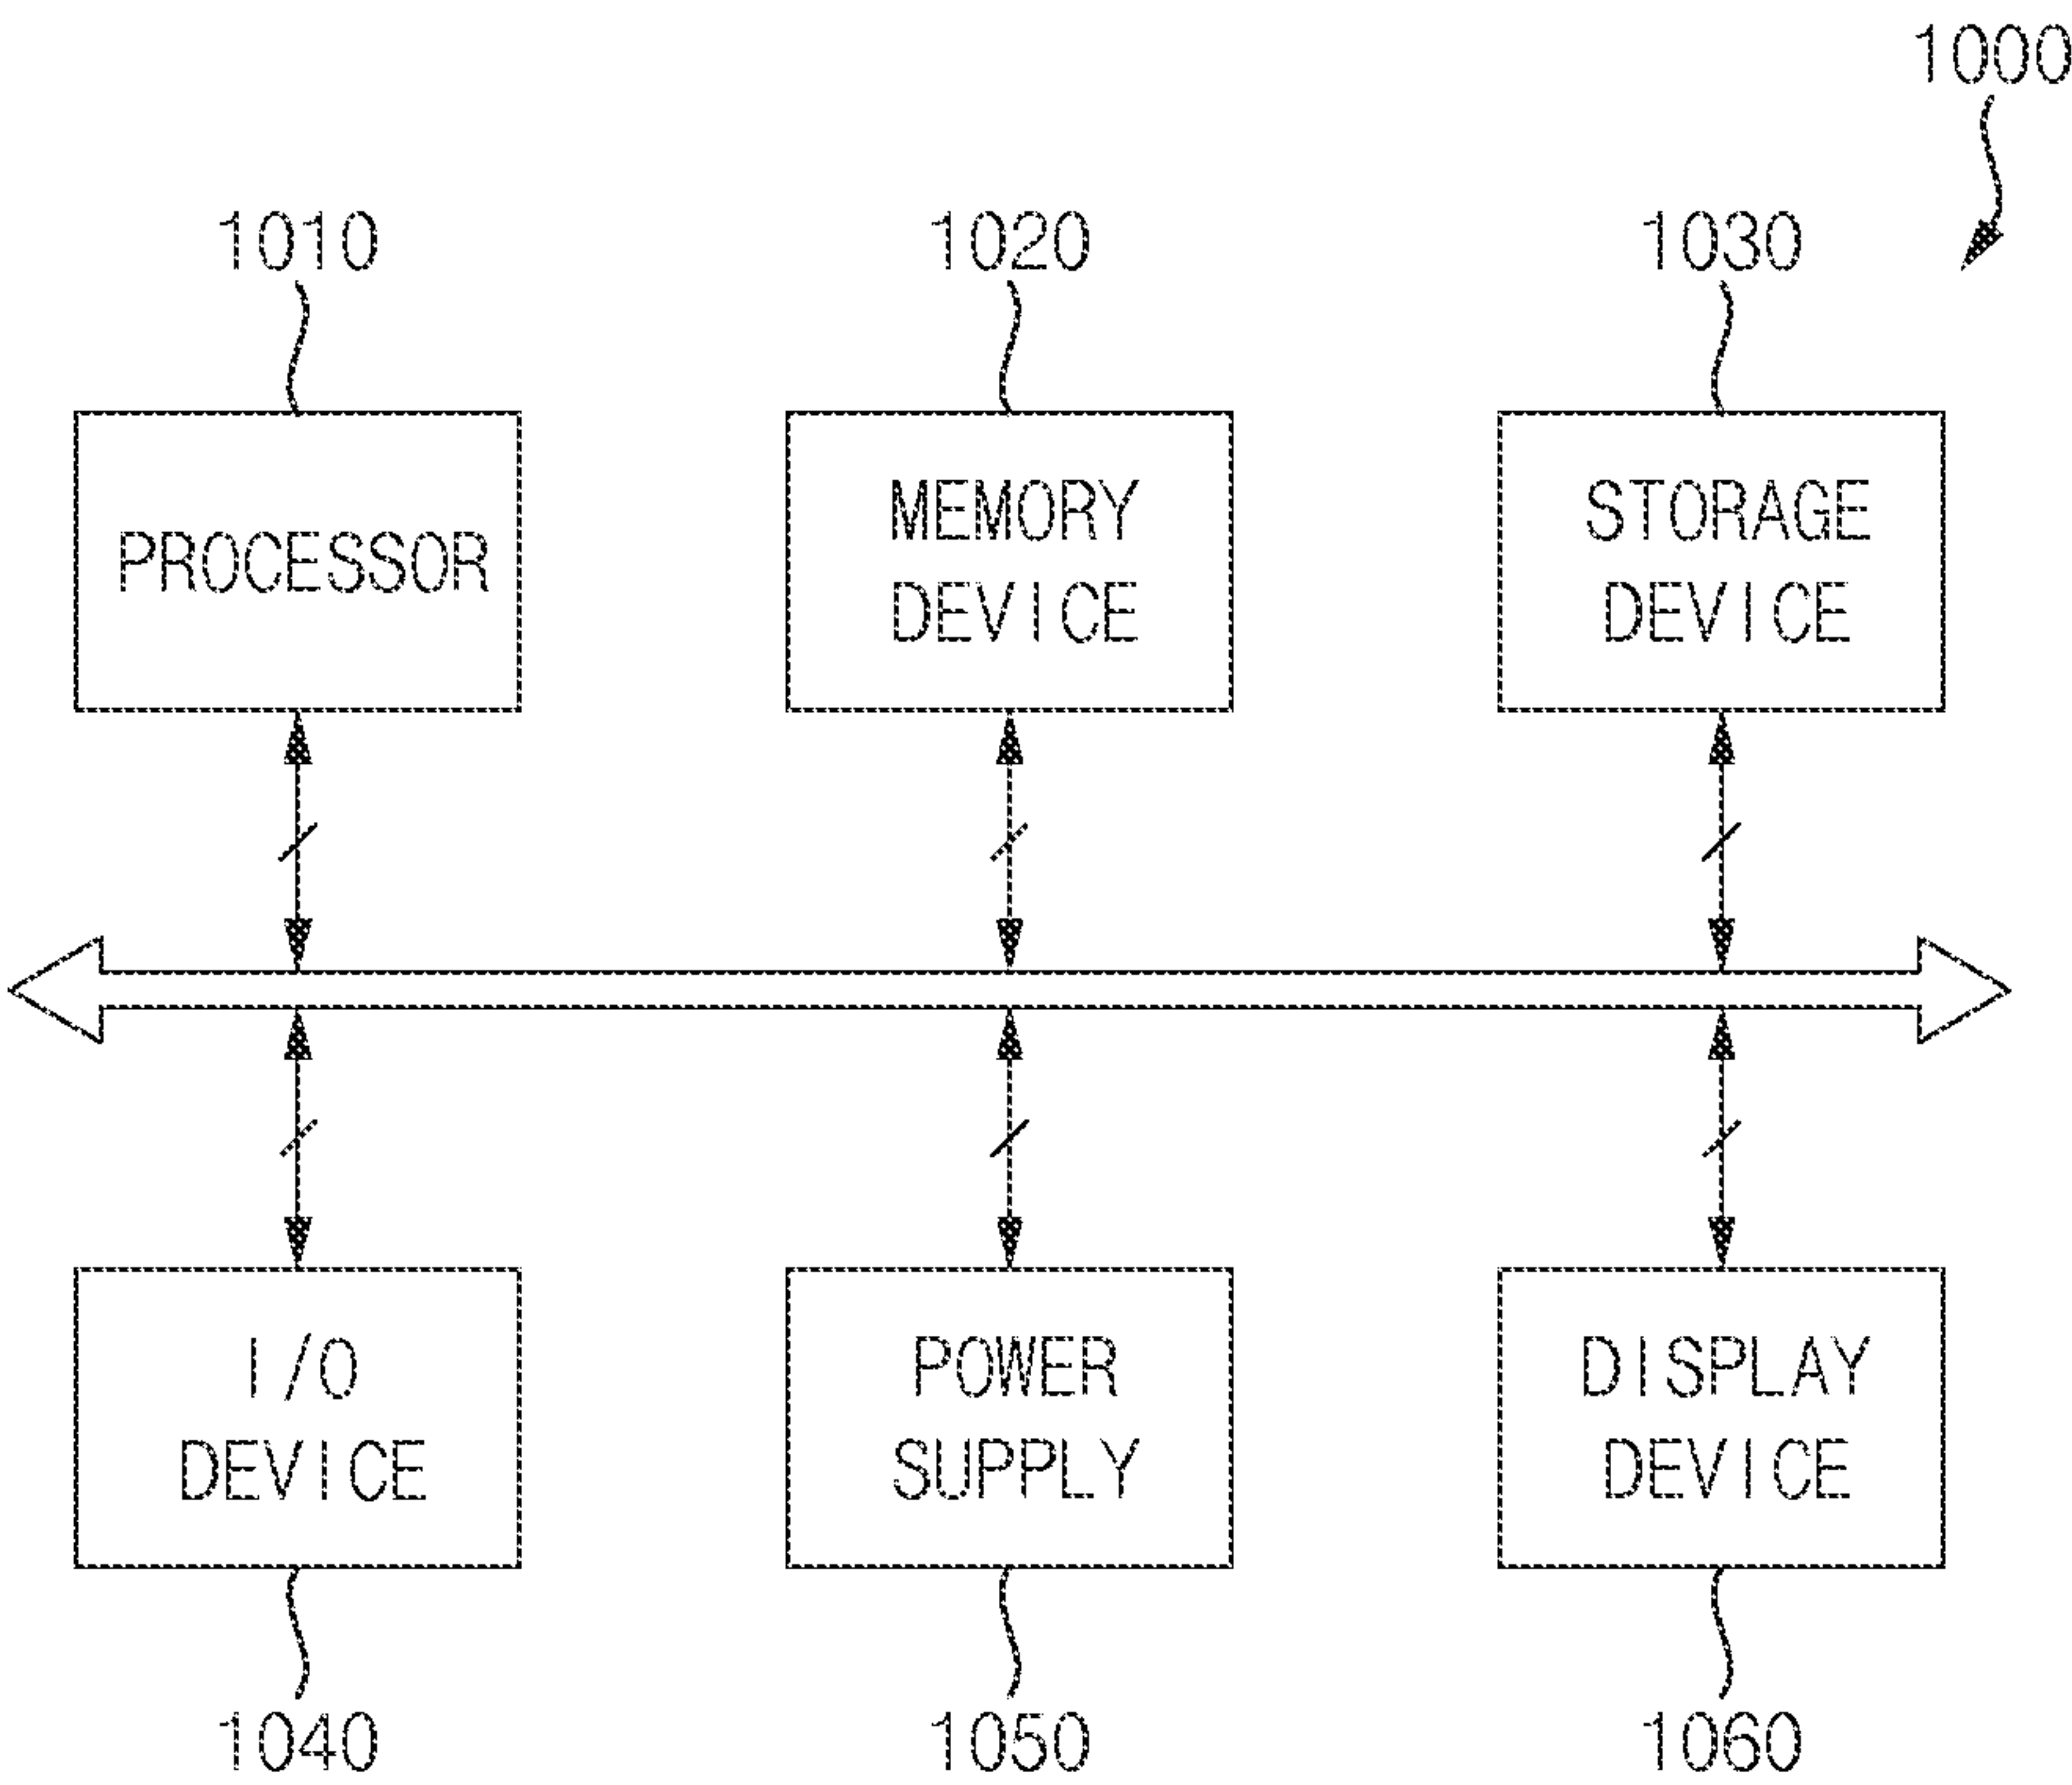 1000
1010
1020
1030
PROCESSOR
MEMORY
DEVICE
STORAGE
DEVICE
I/O
DEVICE
POWER
SUPPLY
DISPLAY
DEVICE
1040
1050
1060